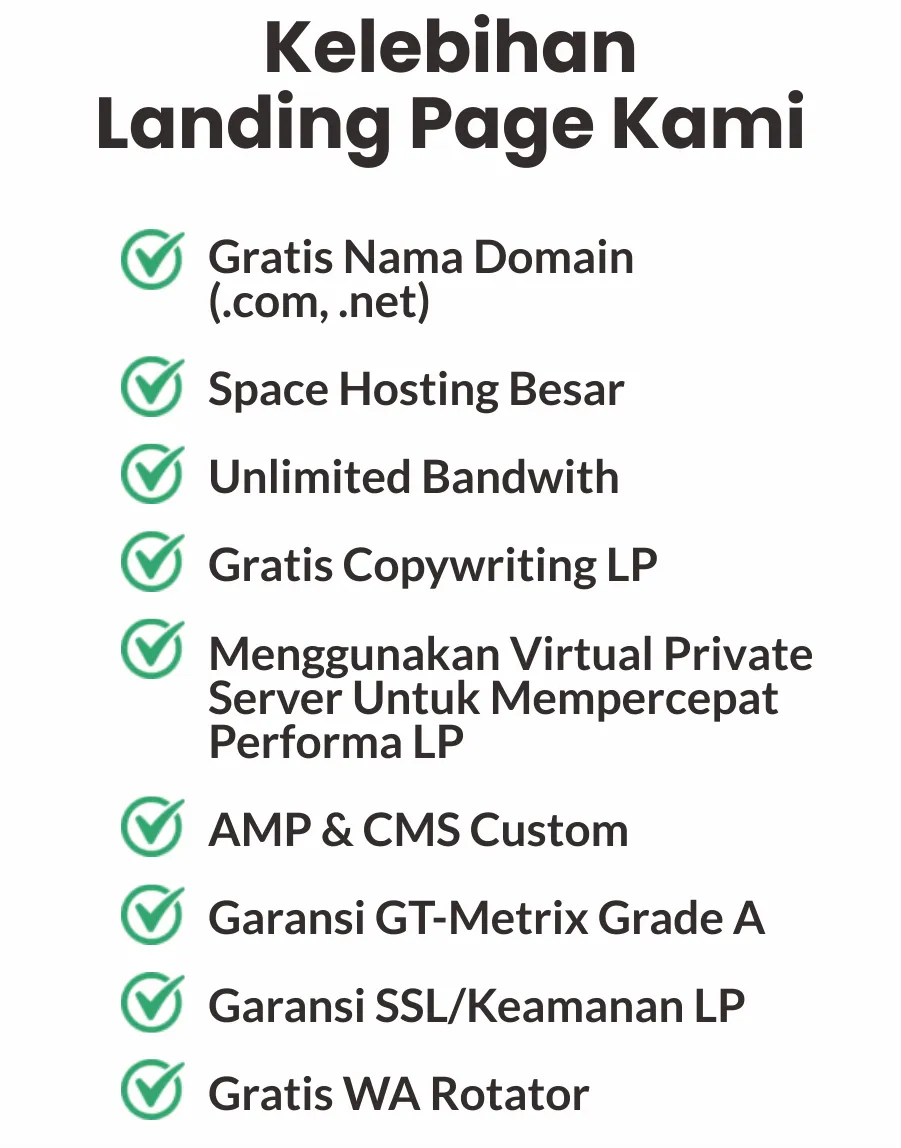 Kelebihan
Landing Page Kami
Gratis Nama Domain
(.com, .net)
Space Hosting Besar
Unlimited Bandwith
Gratis Copywriting LP
Menggunakan Virtual Private
Server Untuk Mempercepat
Performa LP
AMP & CMS Custom
Garansi GT-Metrix Grade A
Garansi SSL/Keamanan LP
Gratis WA Rotator